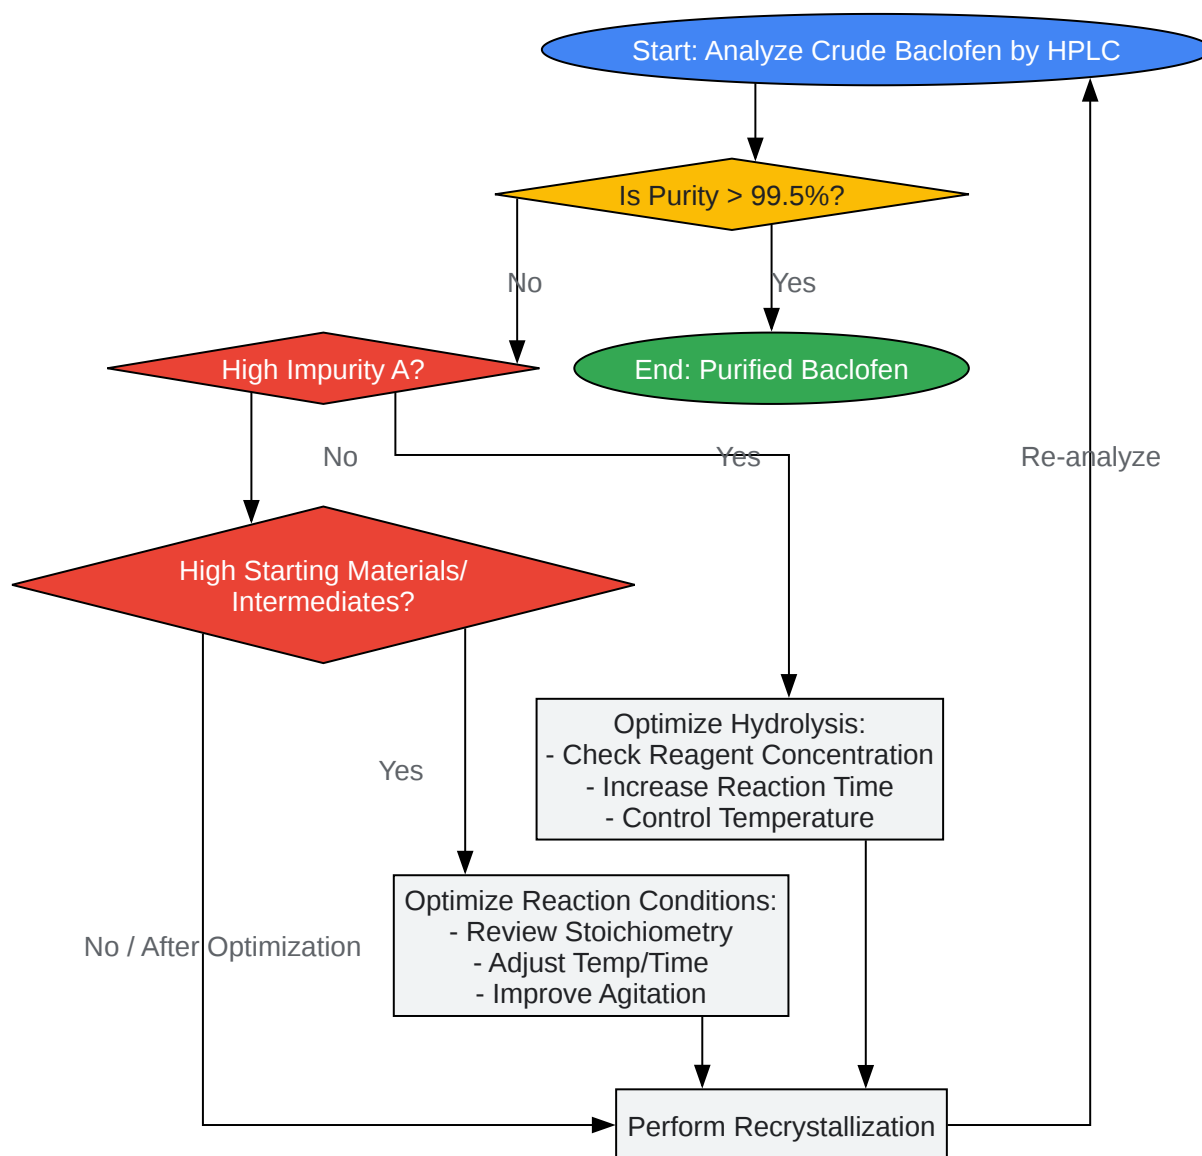 Start: Analyze Crude Baclofen by HPLC
Is Purity > 99.5%?
No
Yes
High Impurity A?
End: Purified Baclofen
No
Yes
Re-analyze
High Starting Materials/
Intermediates?
Optimize Hydrolysis:
- Check Reagent Concentration
- Increase Reaction Time
- Control Temperature
Yes
Optimize Reaction Conditions:
- Review Stoichiometry
- Adjust Temp/Time
- Improve Agitation
No / After Optimization
Perform Recrystallization